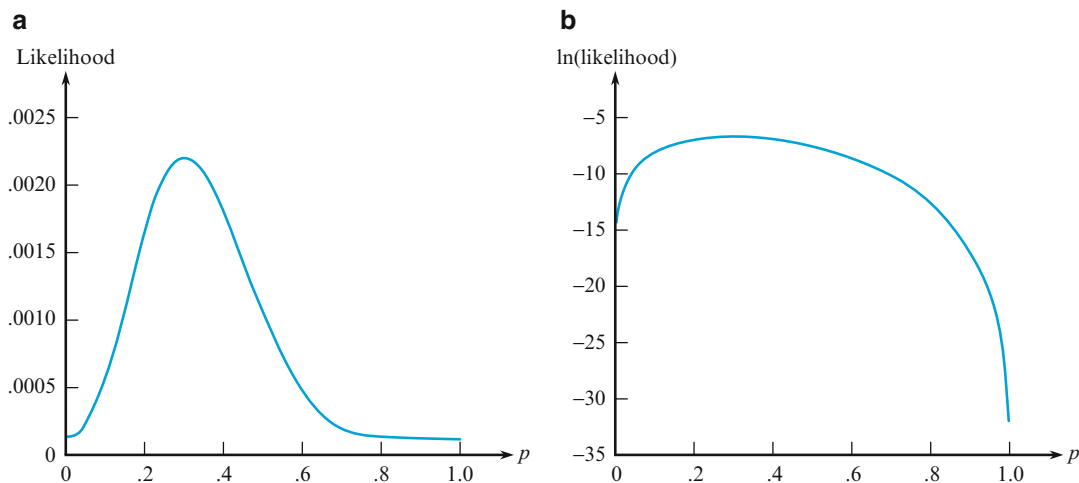 a
Likelihood
.0025
.0020
.0015
.0010
.0005
0
0 .2 .4 .6 .8 1.0 p
b
ln(likelihood)
−5
−10
−15
−20
−25
−30
−35
0 .2 .4 .6 .8 1.0 p